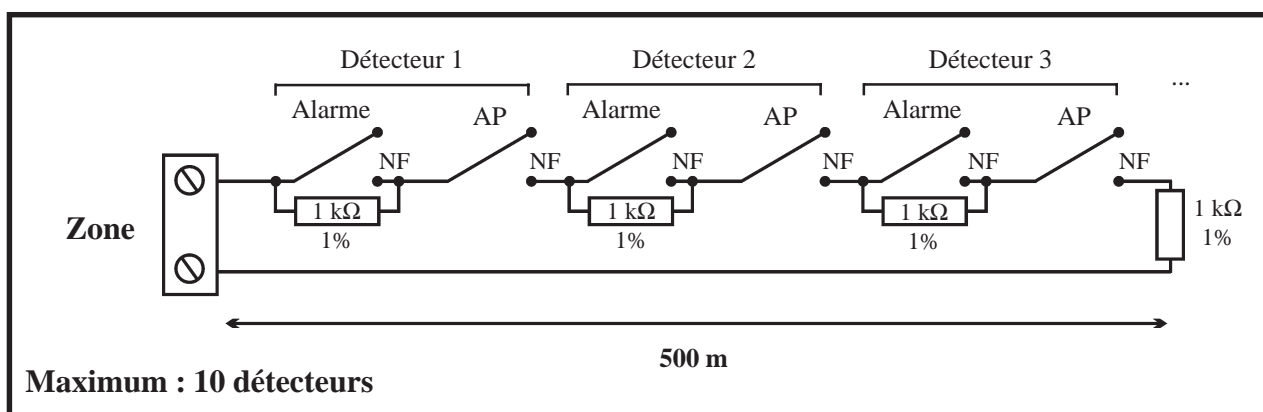 Détecteur 1 Détecteur 2 Détecteur 3 ...
Alarme AP Alarme AP Alarme AP
NF NF NF NF NF NF
1 kΩ 1 kΩ 1 kΩ 1 kΩ
1% 1% 1% 1%
Zone
500 m
Maximum : 10 détecteurs